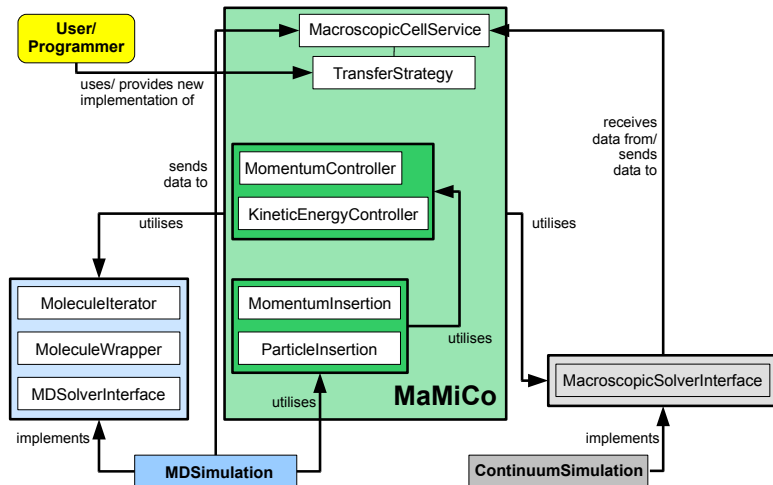 User/
Programmer
MacroscopicCellService
TransferStrategy
uses/ provides new
implementation of
receives
data from/
sends
data to
sends
data to
MomentumController
KineticEnergyController
utilises
utilises
MoleculeIterator
MoleculeWrapper
MDSolverInterface
MomentumInsertion
ParticleInsertion
utilises
MacroscopicSolverInterface
MaMiCo
utilises
implements
implements
MDSimulation
ContinuumSimulation